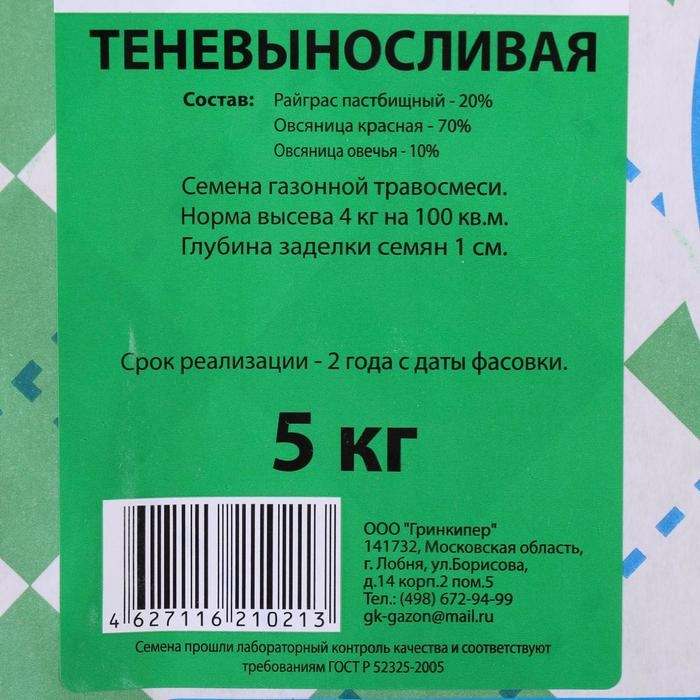 ТЕНЕВЫНОСЛИВАЯ
Состав: Райграс пастбищный - 20%
Овсяница красная - 70%
Овсяница овечья - 10%
Семена газонной травосмеси.
Норма высева 4 кг на 100 кв.м.
Глубина заделки семян 1 см.
Срок реализации - 2 года с даты фасовки.
5 кг
4 627116 210213
ООО "Гринкипер"
141732, Московская область,
г. Лобня, ул.Борисова,
д.14 корп.2 пом.5
Тел.: (498) 672-94-99
gk-gazon@mail.ru
Семена прошли лабораторный контроль качества и соответствуют
требованиям ГОСТ Р 52325-2005